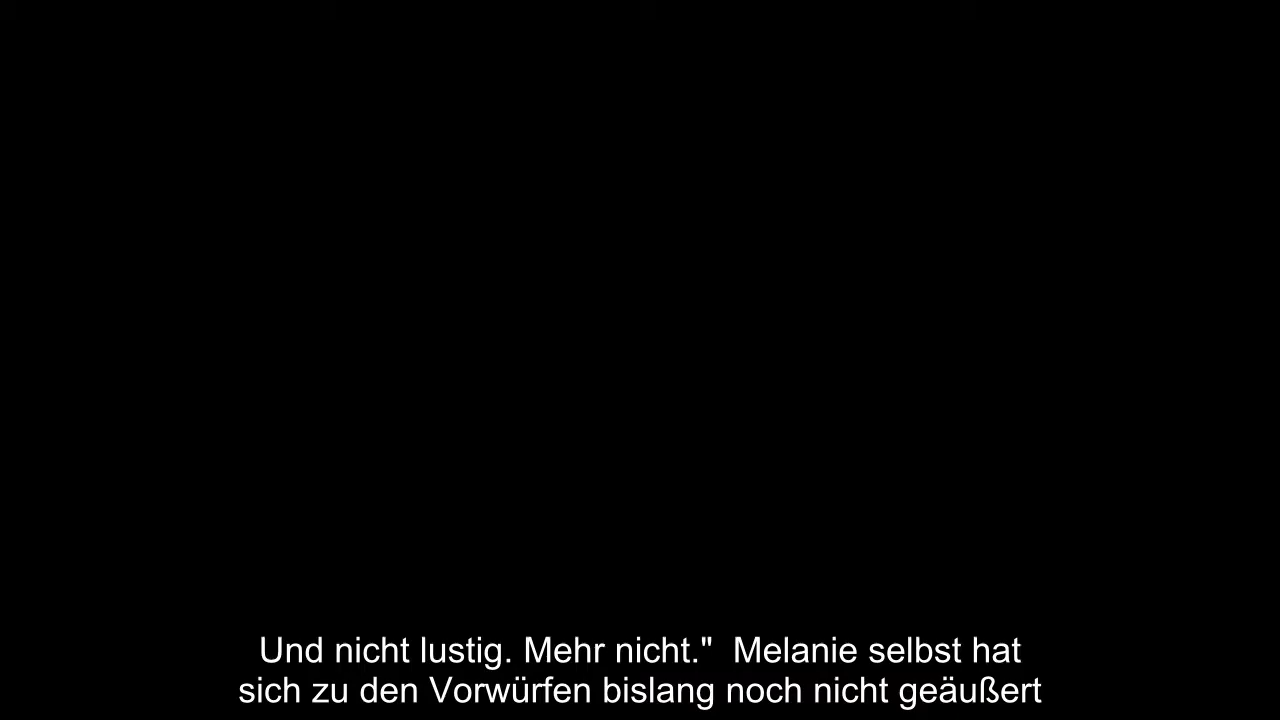 Und nicht lustig. Mehr nicht."  Melanie selbst hat
sich zu den Vorwürfen bislang noch nicht geäußert